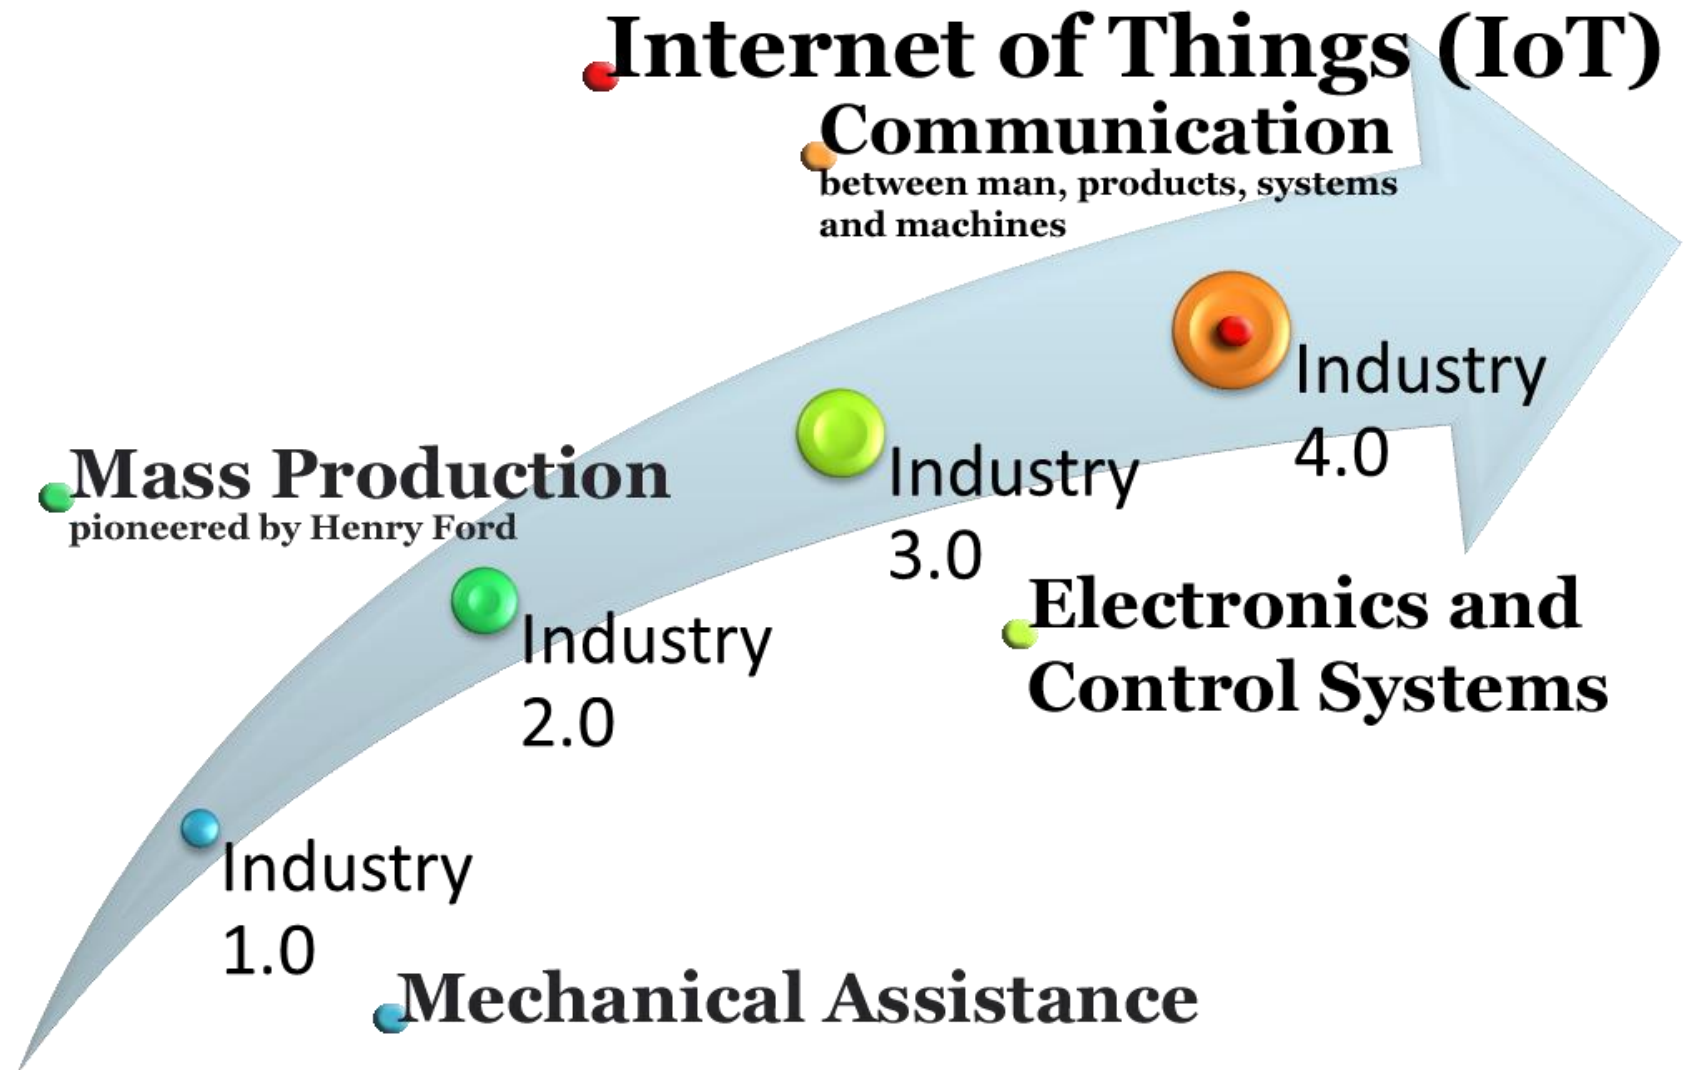 Internet of Things (IoT)
Communication
between man, products, systems
and machines
Industry
4.0
Industry
3.0
Mass Production
pioneered by Henry Ford
Electronics and
Control Systems
Industry
2.0
Industry
1.0
Mechanical Assistance